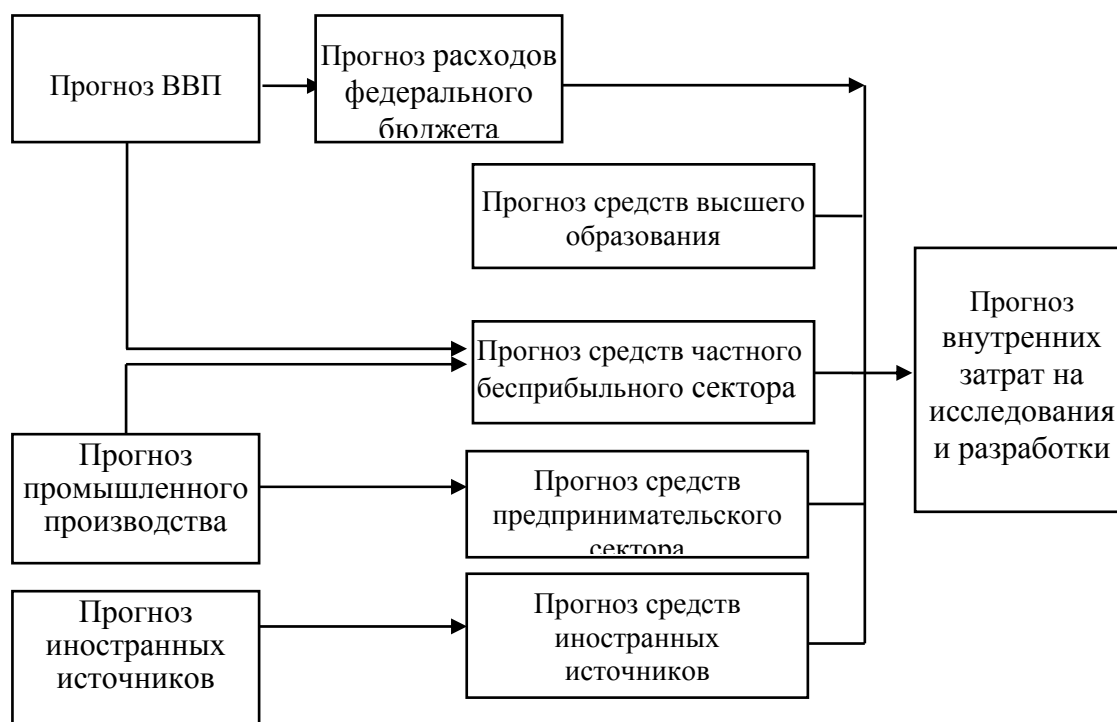 Прогноз ВВП
Прогноз расходов
федерального
бюджета
Прогноз средств высшего
образования
Прогноз средств частного
бесприбыльного сектора
Прогноз
внутренних
затрат на
исследования
и разработки
Прогноз
промышленного
производства
Прогноз средств
предпринимательского
сектора
Прогноз
иностранных
источников
Прогноз средств
иностранных
источников